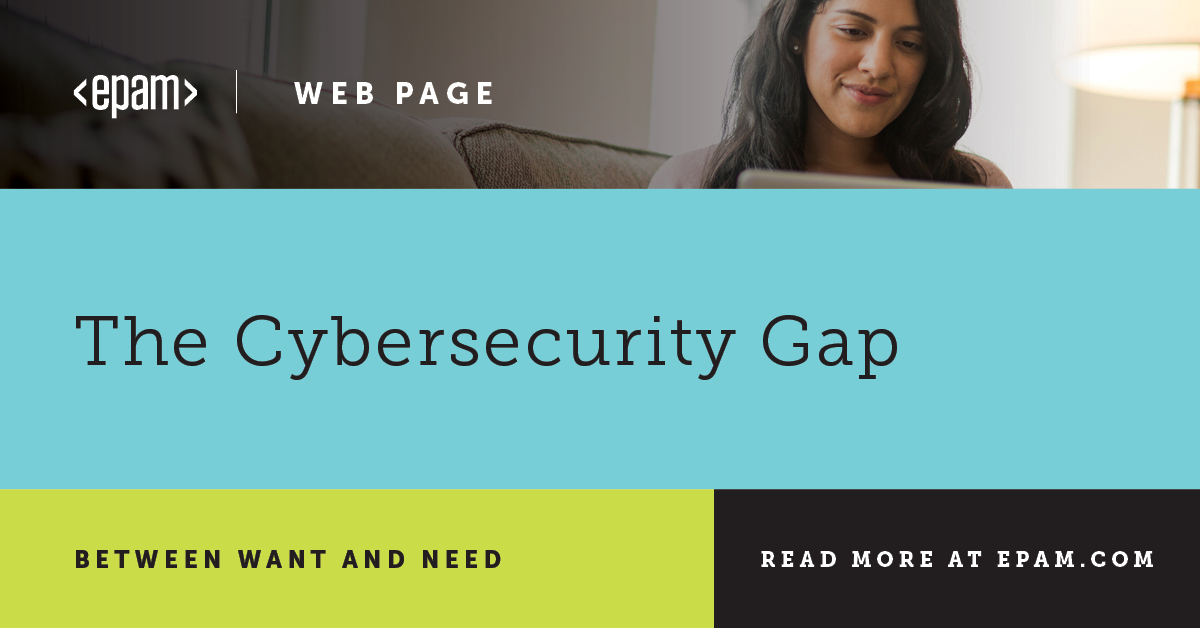 <epam> | WEB PAGE
The Cybersecurity Gap
BETWEEN WANT AND NEED
READ MORE AT EPAM.COM